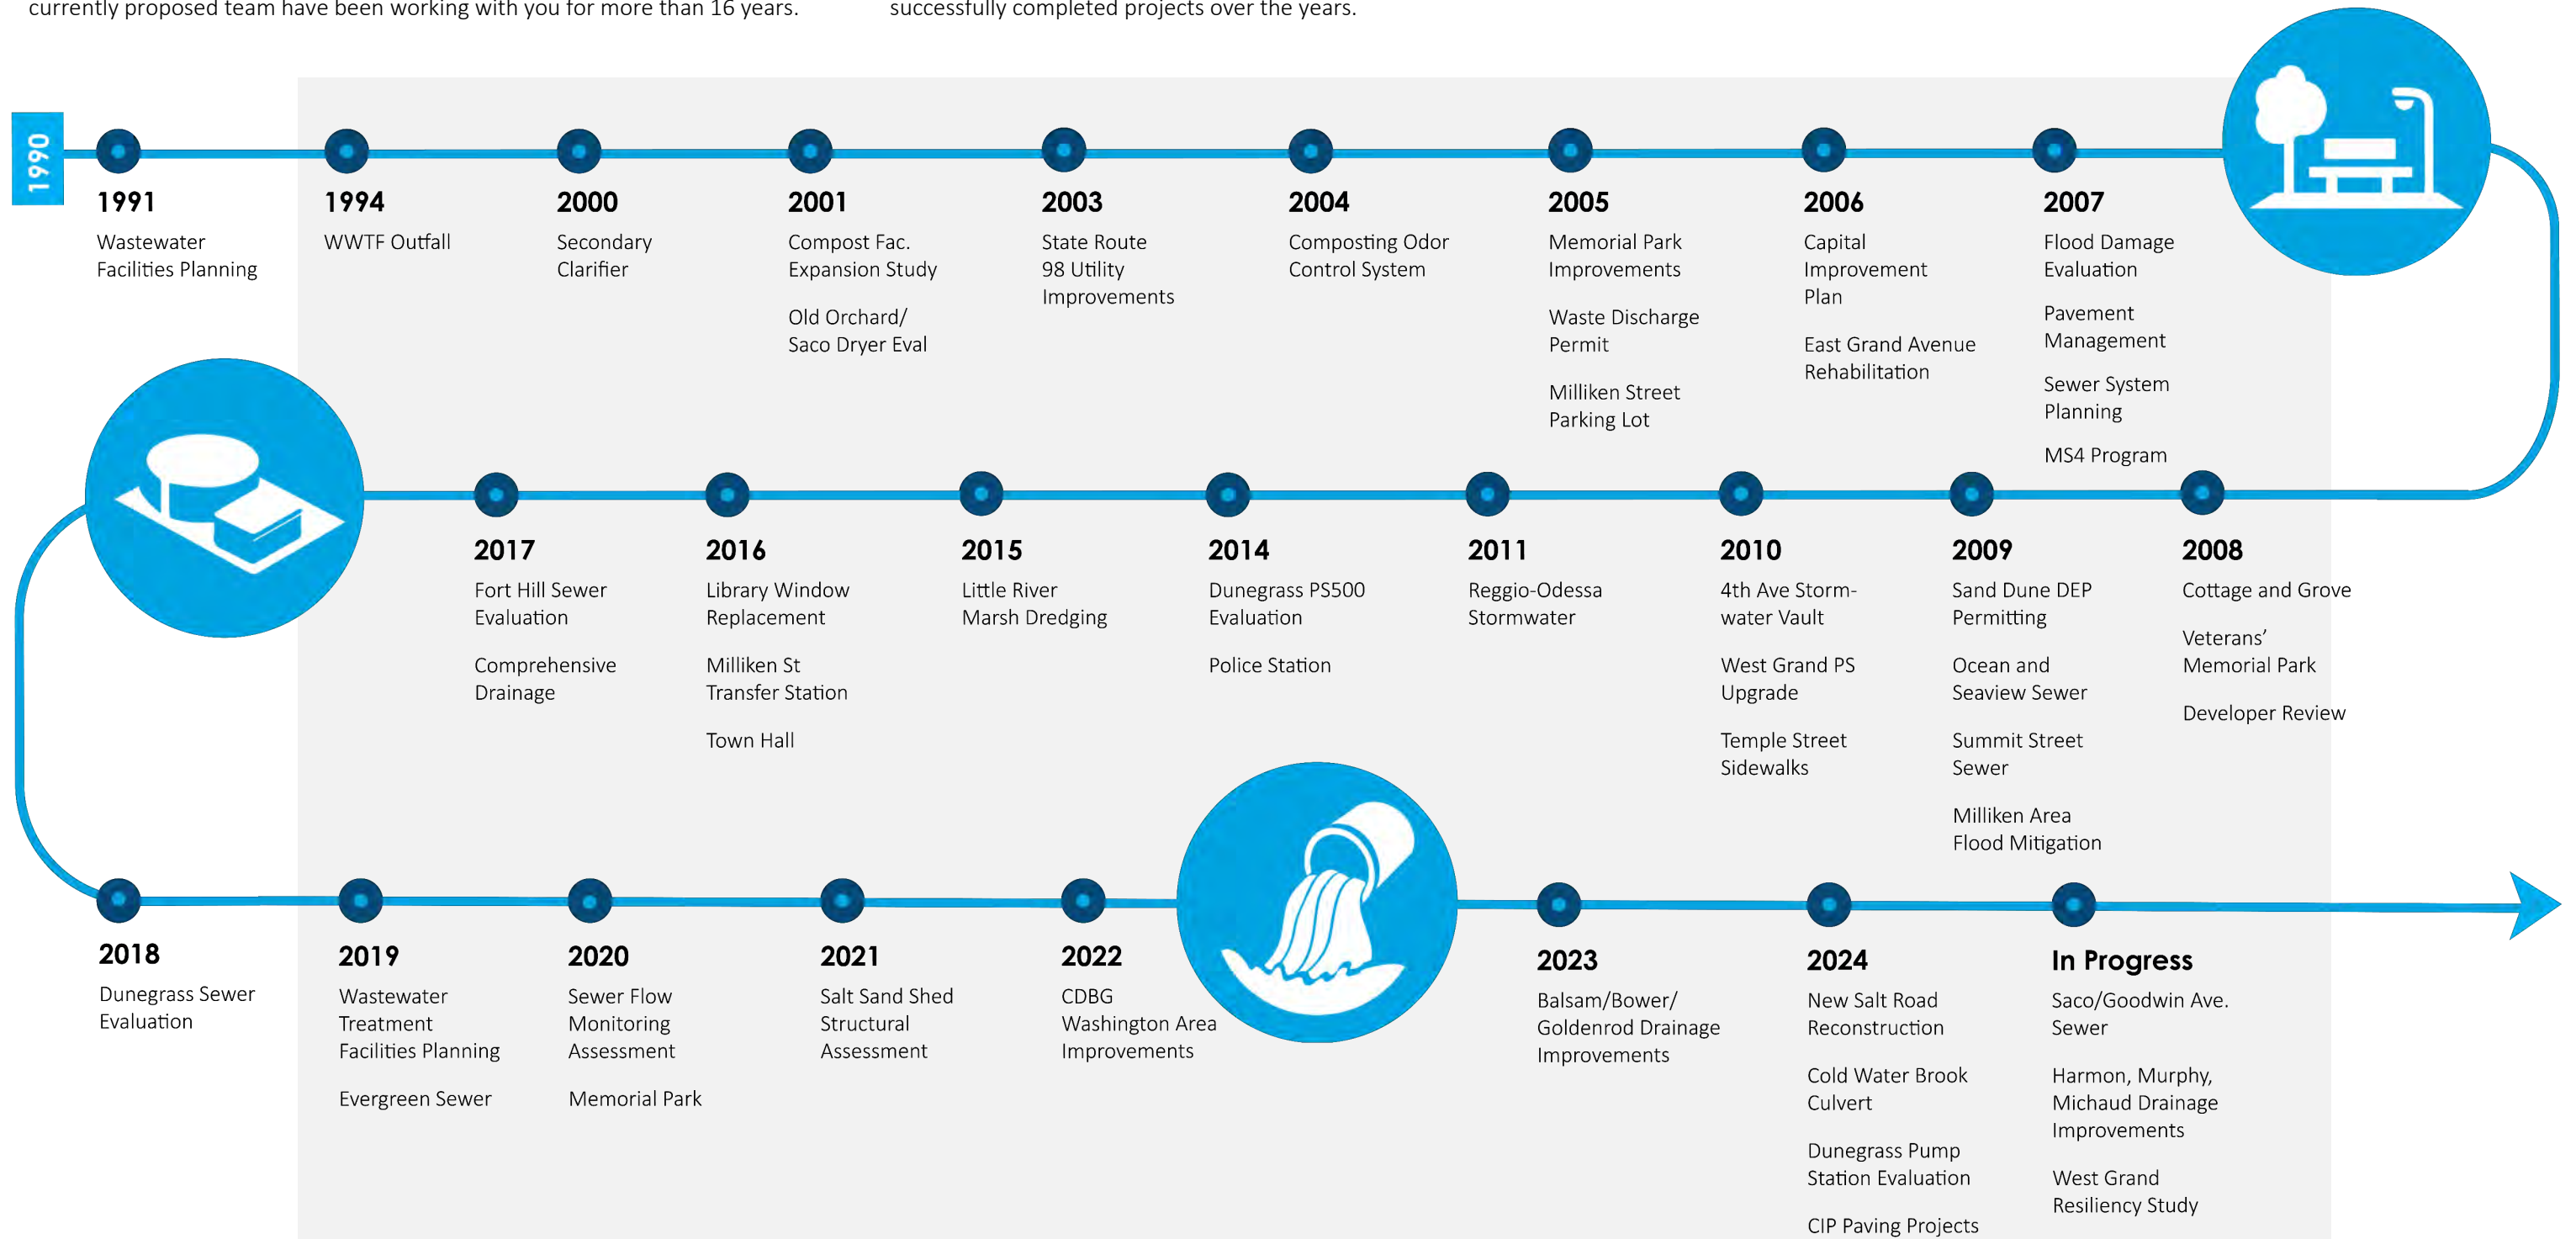 currently proposed team have been working with you for more than 16 years.
successfully completed projects over the years.
1990
1991
Wastewater
Facilities Planning
1994
WWTF Outfall
2000
Secondary
Clarifier
2001
Compost Fac.
Expansion Study
Old Orchard/
Saco Dryer Eval
2003
State Route
98 Utility
Improvements
2004
Composting Odor
Control System
2005
Memorial Park
Improvements
Waste Discharge
Permit
Milliken Street
Parking Lot
2006
Capital
Improvement
Plan
East Grand Avenue
Rehabilitation
2007
Flood Damage
Evaluation
Pavement
Management
Sewer System
Planning
MS4 Program
2008
Cottage and Grove
Veterans’
Memorial Park
Developer Review
2009
Sand Dune DEP
Permitting
Ocean and
Seaview Sewer
Summit Street
Sewer
Milliken Area
Flood Mitigation
2010
4th Ave Storm-
water Vault
West Grand PS
Upgrade
Temple Street
Sidewalks
2011
Reggio-Odessa
Stormwater
2014
Dunegrass PS500
Evaluation
Police Station
2015
Little River
Marsh Dredging
2016
Library Window
Replacement
Milliken St
Transfer Station
Town Hall
2017
Fort Hill Sewer
Evaluation
Comprehensive
Drainage
2018
Dunegrass Sewer
Evaluation
2019
Wastewater
Treatment
Facilities Planning
Evergreen Sewer
2020
Sewer Flow
Monitoring
Assessment
Memorial Park
2021
Salt Sand Shed
Structural
Assessment
2022
CDBG
Washington Area
Improvements
2023
Balsam/Bower/
Goldenrod Drainage
Improvements
2024
New Salt Road
Reconstruction
Cold Water Brook
Culvert
Dunegrass Pump
Station Evaluation
CIP Paving Projects
In Progress
Saco/Goodwin Ave.
Sewer
Harmon, Murphy,
Michaud Drainage
Improvements
West Grand
Resiliency Study